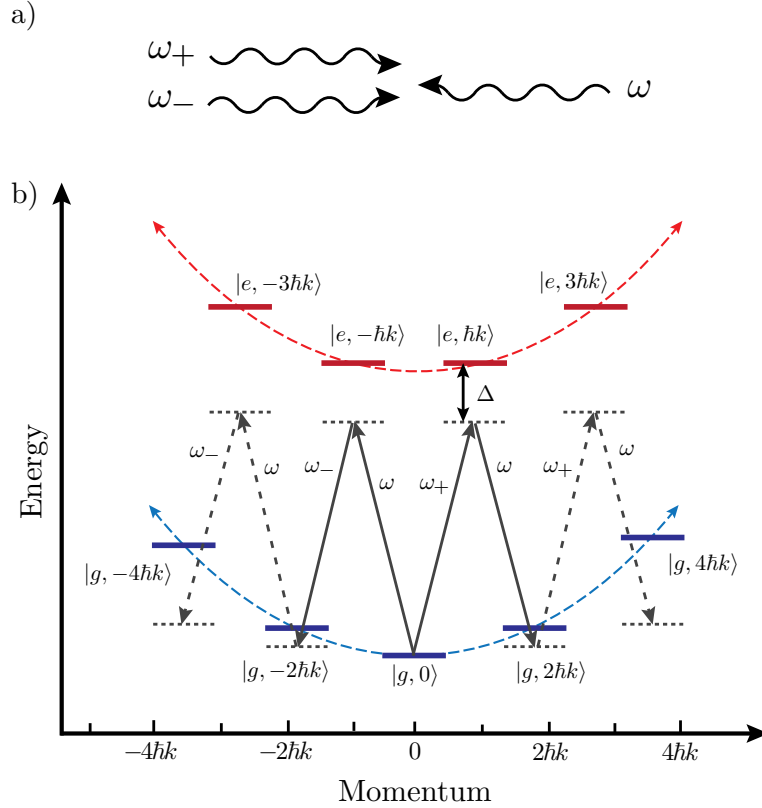 a)
ω₊
ω₋
ω
b)
|e, −3ℏk⟩
|e, 3ℏk⟩
|e, −ℏk⟩
|e, ℏk⟩
Δ
ω₋
ω
ω₋
ω
ω₊
ω
ω₊
ω
Energy
|g, −4ℏk⟩
|g, 4ℏk⟩
|g, −2ℏk⟩
|g, 0⟩
|g, 2ℏk⟩
−4ℏk
−2ℏk
0
2ℏk
4ℏk
Momentum